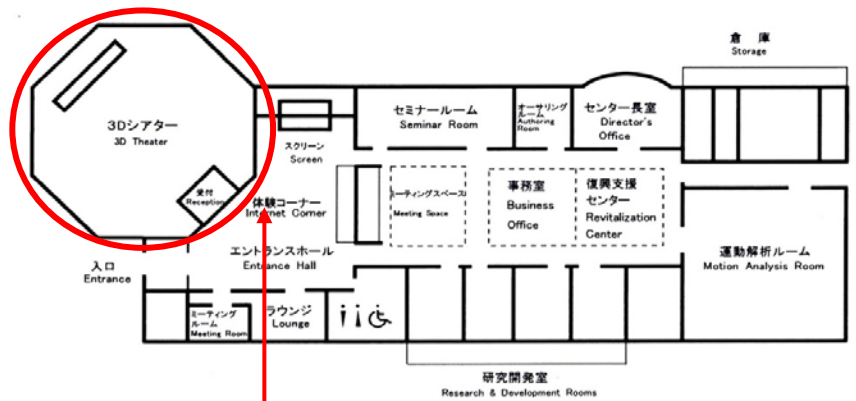 倉 庫
Storage
3Dシアター
3D Theater
受付
Reception
スクリーン
Screen
セミナールーム
Seminar Room
オーサリング
ルーム
Authoring
Room
センター長室
Director's
Office
体験コーナー
Internet Corner
ミーティングスペース
Meeting Space
事務室
Business
Office
復興支援
センター
Revitalization
Center
エントランスホール
Entrance Hall
入口
Entrance
運動解析ルーム
Motion Analysis Room
ミーティング
ルーム
Meeting Room
ラウンジ
Lounge
研究開発室
Research & Development Rooms